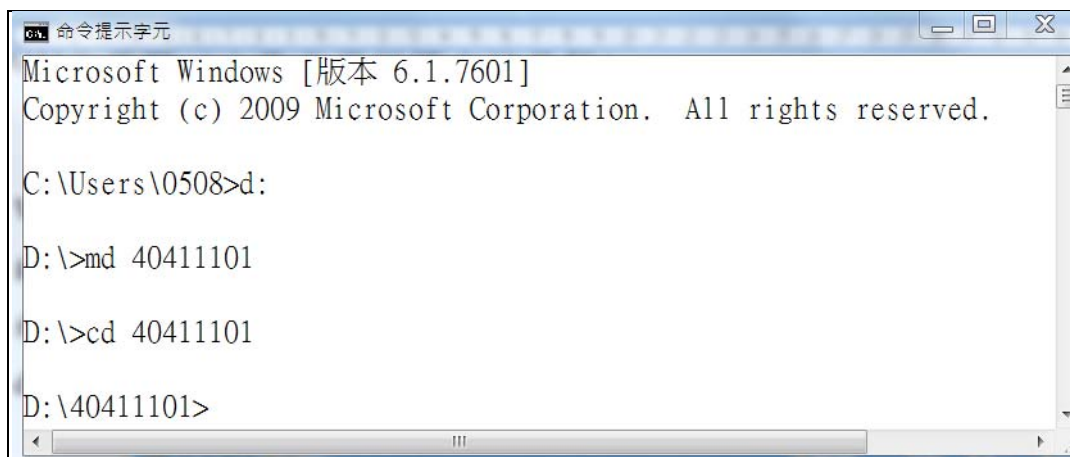 命令提示字元
Microsoft Windows [版本 6.1.7601]
Copyright (c) 2009 Microsoft Corporation.  All rights reserved.
C:\Users\0508>d:
D:\>md 40411101
D:\>cd 40411101
D:\40411101>